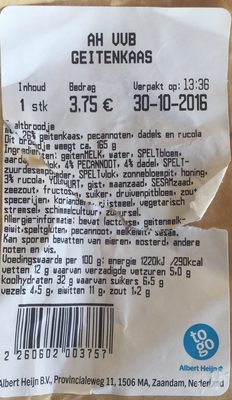 AH VVB
GEITENKAAS
Inhoud Bedrag Verpakt op: 13:36
1 stk 3.75 € 30-10-2016
altbroodje
26% geitenkaas, pecannoten, dadels en rucola
Dit broodje weegt ca. 165 g
Ingrediënten: geitenMELK, water, SPELTbloem,
4% PECANNOOT, 4% dadel, SPELT-
zuurdesempoeder, SPELTvlok, zonnebloempit, honing,
3% rucola, YOGHURT, gist, maanzaad, SESAMzaad,
zeezout, fructose, suiker, druivenpitbloem, zout
specerijen, koriander, vegetarisch
stremsel, schimmelcultuur, zuursel.
Allergie-informatie: bevat lactose, geitenmelk-
eiwit, speltgluten, pecannoot, melkeiwit, sesam.
Kan sporen bevatten van eieren, mosterd, andere
noten en vis.
Voedingswaarde per 100 g: energie 1220kJ /290kcal
vetten 12 g waarvan verzadigde vetzuren 5,0 g
koolhydraten 32 g waarvan suikers 6,5 g
vezels 4,5 g, eiwitten 11 g, zout 1,2 g
2 260602 003757
to go
Albert Heijn
Albert Heijn B.V., Provincialeweg 11, 1506 MA, Zaandam, Nederland